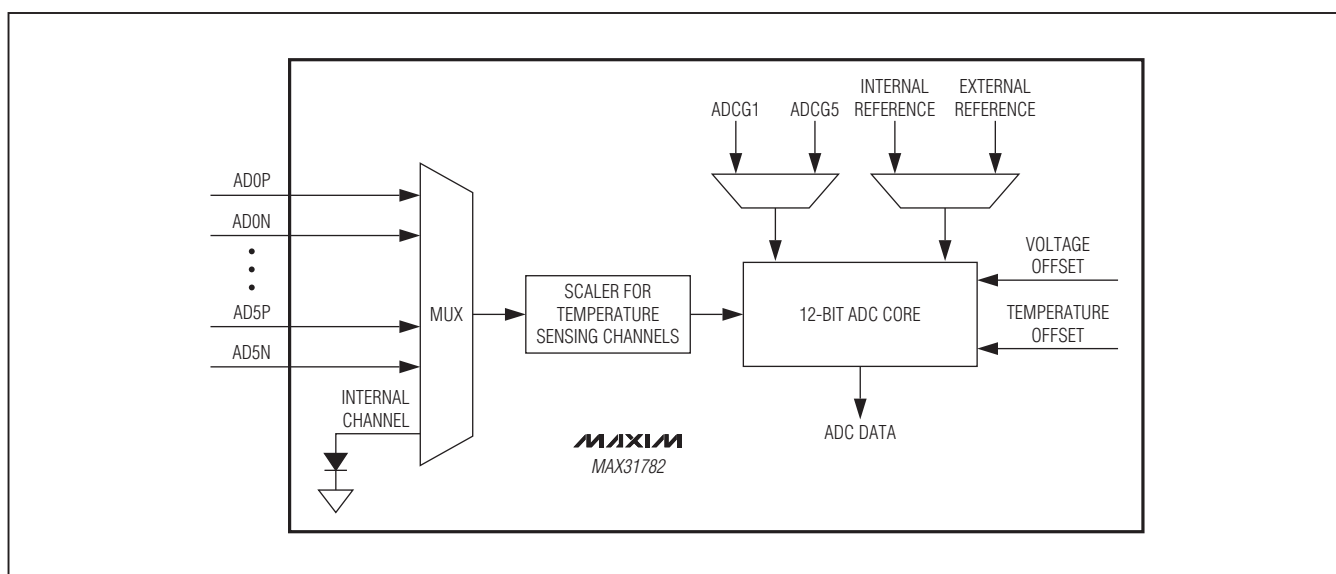 ADCG1
ADCG5
INTERNAL
REFERENCE
EXTERNAL
REFERENCE
AD0P
AD0N
AD5P
AD5N
MUX
SCALER FOR
TEMPERATURE
SENSING CHANNELS
12-BIT ADC CORE
VOLTAGE
OFFSET
TEMPERATURE
OFFSET
INTERNAL
CHANNEL
ADC DATA
MAXIM
MAX31782